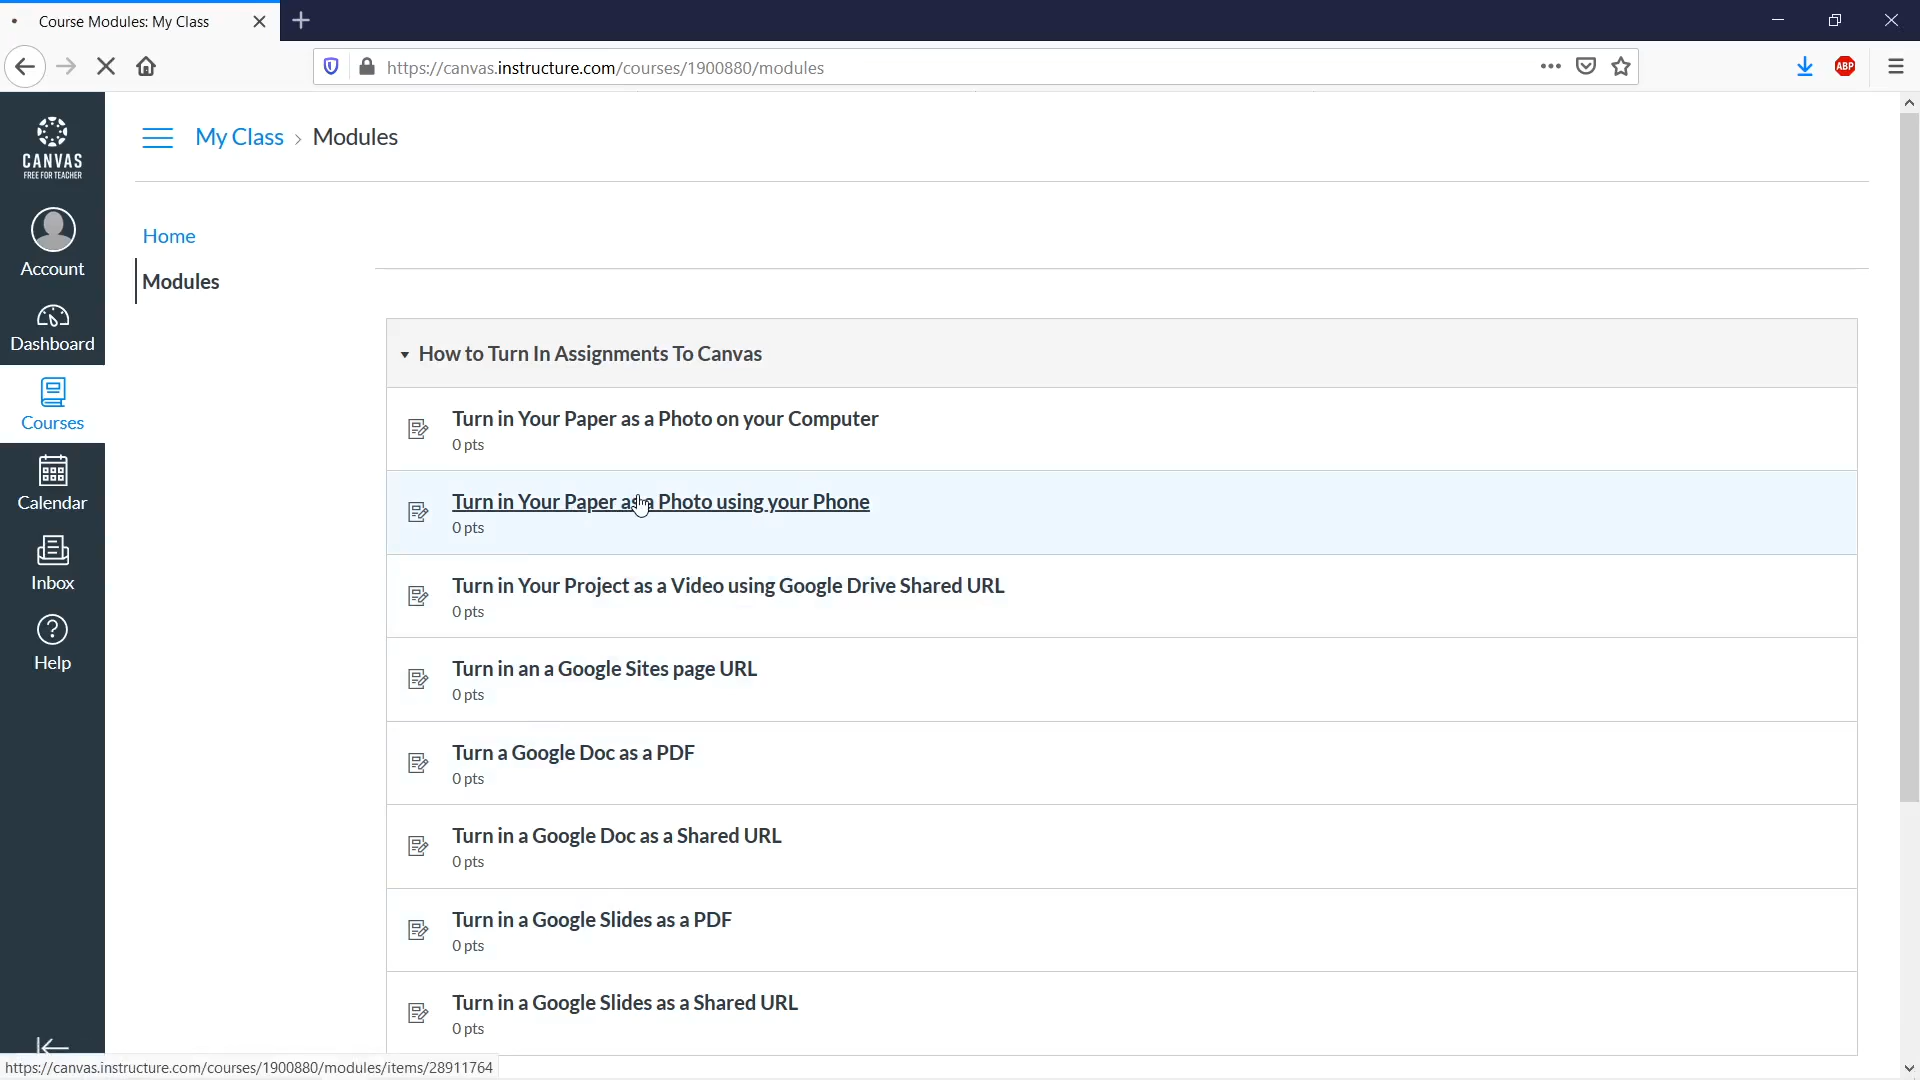 Course Modules: My Class
https://canvas.instructure.com/courses/1900880/modules
ABP
CANVAS
FREE FOR TEACHER
Account
Dashboard
Courses
Calendar
Inbox
Help
My Class > Modules
Home
Modules
How to Turn In Assignments To Canvas
Turn in Your Paper as a Photo on your Computer
0 pts
Turn in Your Paper as a Photo using your Phone
0 pts
Turn in Your Project as a Video using Google Drive Shared URL
0 pts
Turn in an a Google Sites page URL
0 pts
Turn a Google Doc as a PDF
0 pts
Turn in a Google Doc as a Shared URL
0 pts
Turn in a Google Slides as a PDF
0 pts
Turn in a Google Slides as a Shared URL
0 pts
https://canvas.instructure.com/courses/1900880/modules/items/28911764